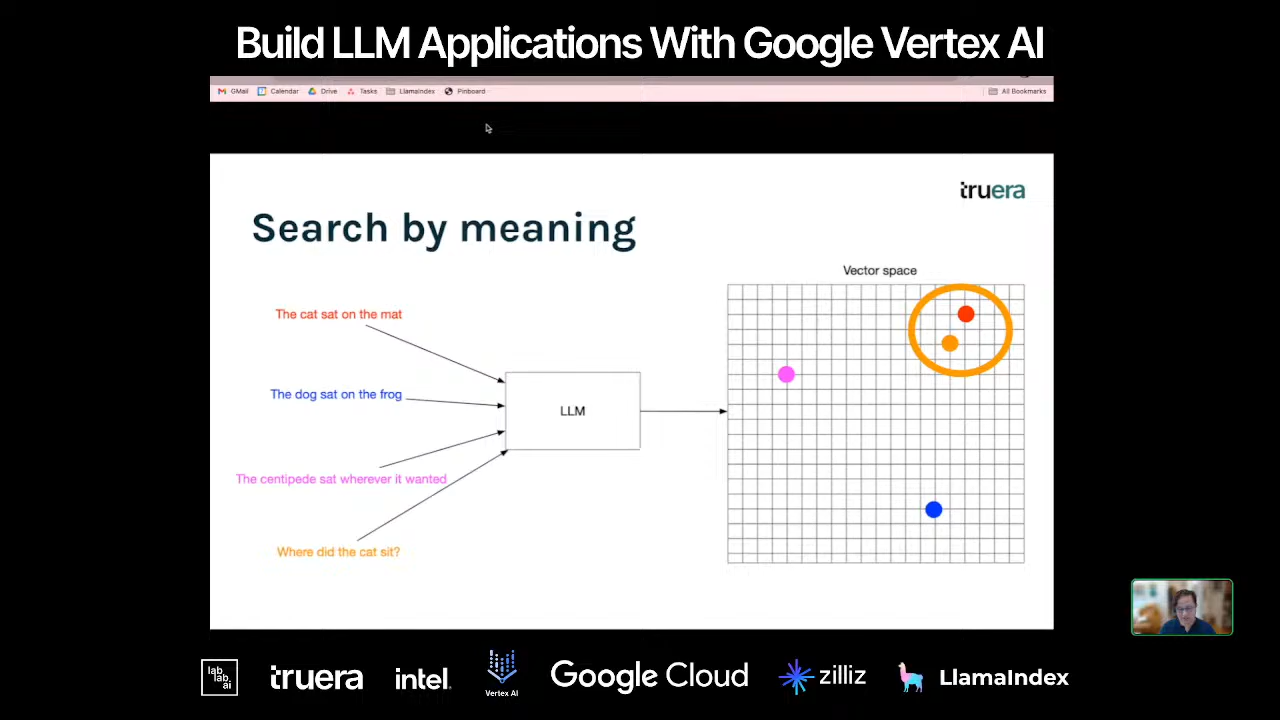 Build LLM Applications With Google Vertex AI
GMail Calendar Drive Tasks LlamaIndex Pinboard All Bookmarks
truera
Search by meaning
Vector space
The cat sat on the mat
The dog sat on the frog
LLM
The centipede sat wherever it wanted
Where did the cat sit?
lab
lab
.ai
truera
intel.
Vertex AI
Google Cloud
zilliz
LlamaIndex